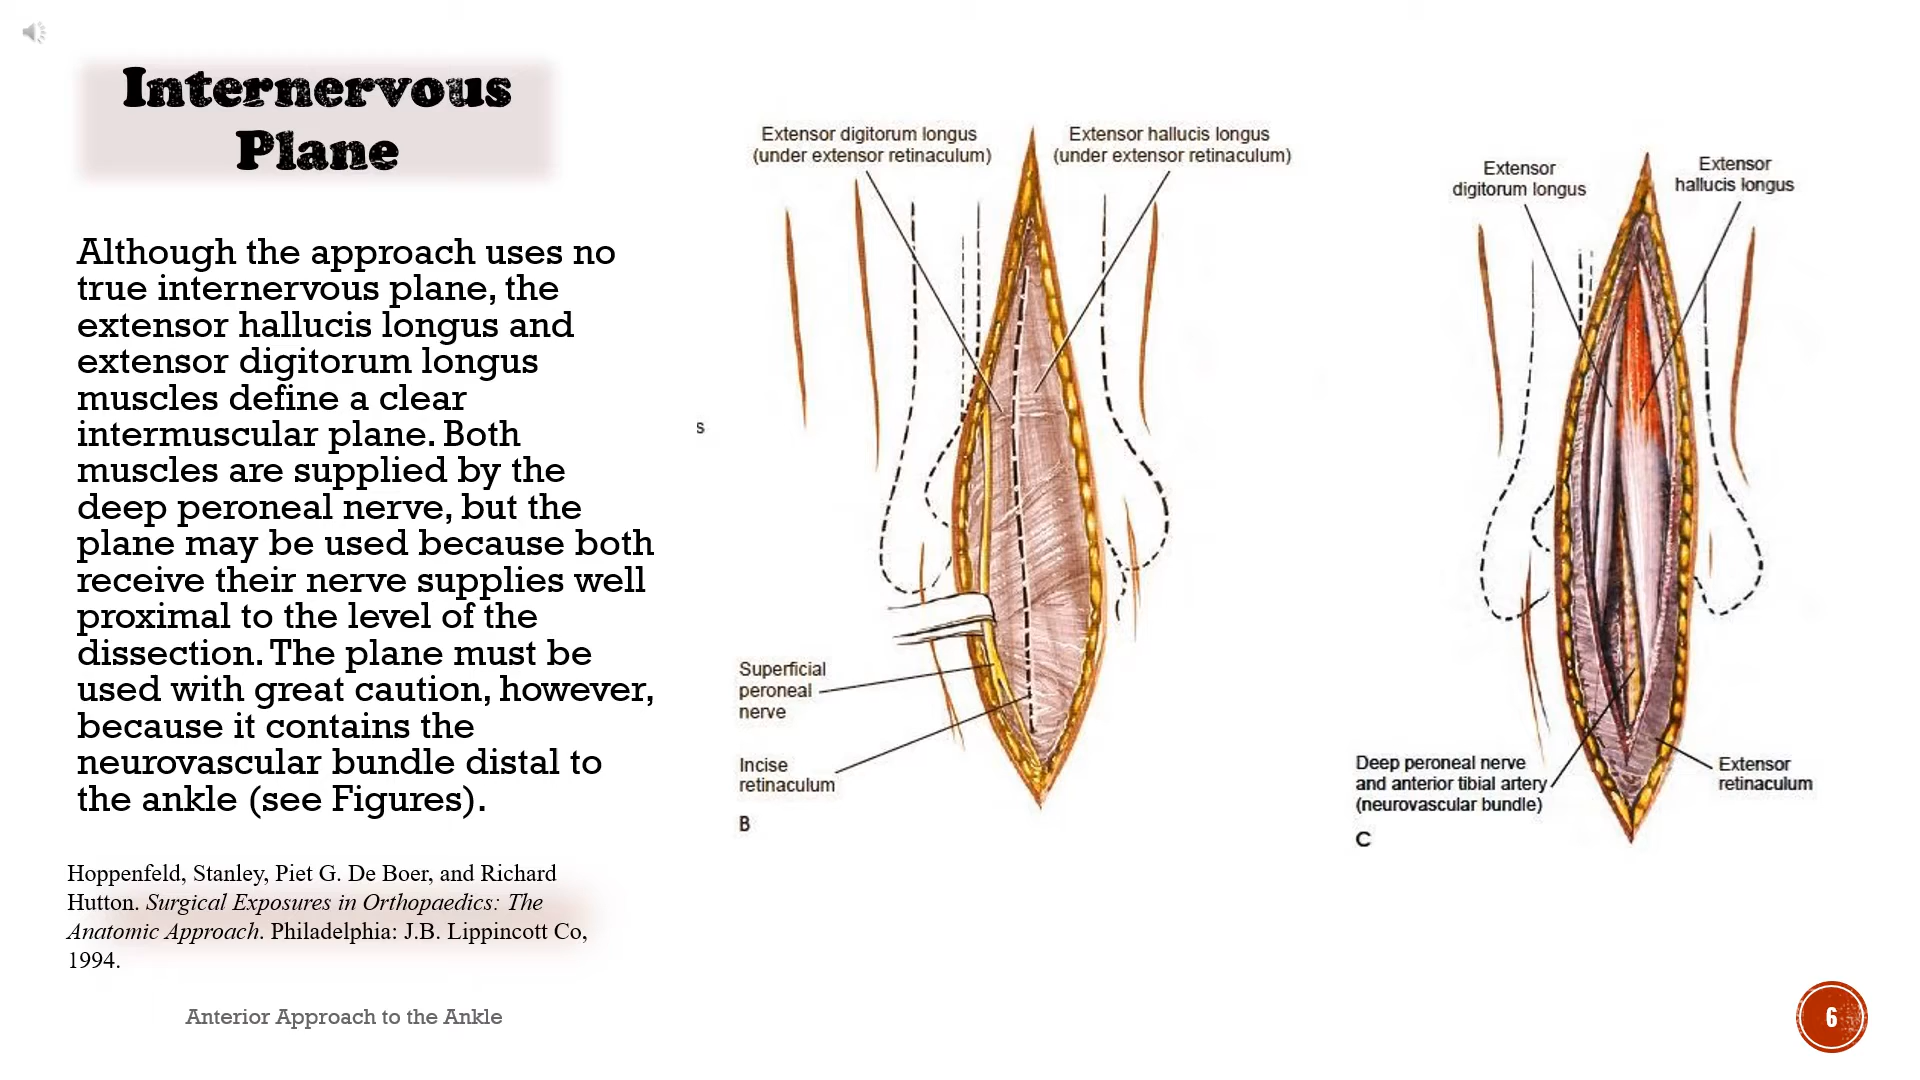 Internervous
Plane
Although the approach uses no
true internervous plane, the
extensor hallucis longus and
extensor digitorum longus
muscles define a clear
intermuscular plane. Both
muscles are supplied by the
deep peroneal nerve, but the
plane may be used because both
receive their nerve supplies well
proximal to the level of the
dissection. The plane must be
used with great caution, however,
because it contains the
neurovascular bundle distal to
the ankle (see Figures).
Hoppenfeld, Stanley, Piet G. De Boer, and Richard
Hutton. Surgical Exposures in Orthopaedics: The
Anatomic Approach. Philadelphia: J.B. Lippincott Co,
1994.
Anterior Approach to the Ankle
s
Extensor digitorum longus
(under extensor retinaculum)
Extensor hallucis longus
(under extensor retinaculum)
Superficial
peroneal
nerve
Incise
retinaculum
B
Extensor
digitorum longus
Extensor
hallucis longus
Deep peroneal nerve
and anterior tibial artery
(neurovascular bundle)
Extensor
retinaculum
C
6